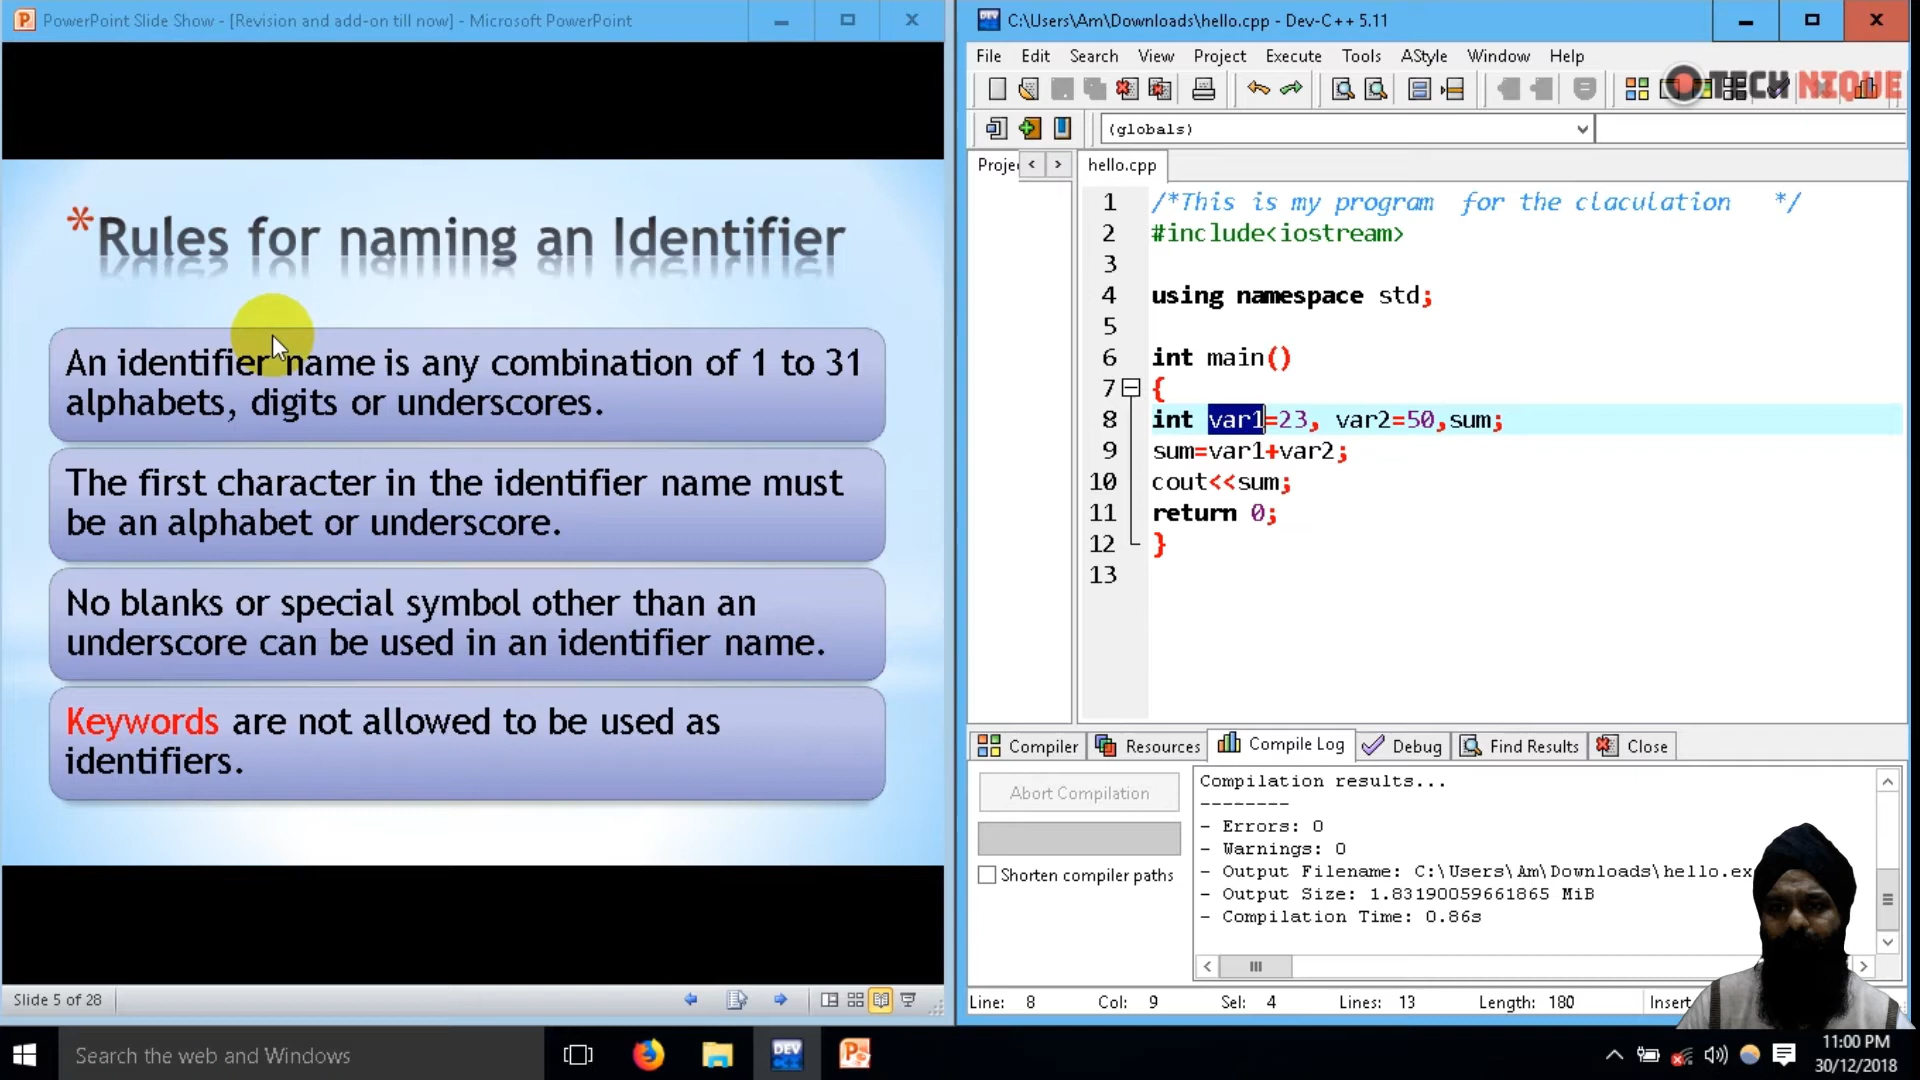 PowerPoint Slide Show - [Revision and add-on till now] - Microsoft PowerPoint
*Rules for naming an Identifier
An identifier name is any combination of 1 to 31
alphabets, digits or underscores.
The first character in the identifier name must
be an alphabet or underscore.
No blanks or special symbol other than an
underscore can be used in an identifier name.
Keywords are not allowed to be used as
identifiers.
Slide 5 of 28
C:\Users\Am\Downloads\hello.cpp - Dev-C++ 5.11
File Edit Search View Project Execute Tools AStyle Window Help
TECH NIQUE
(globals)
Projec
hello.cpp
1 /*This is my program  for the claculation   */
2 #include<iostream>
3
4 using namespace std;
5
6 int main()
7 {
8 int var1=23, var2=50,sum;
9 sum=var1+var2;
10 cout<<sum;
11 return 0;
12 }
13
Compiler Resources Compile Log Debug Find Results Close
Abort Compilation
Shorten compiler paths
Compilation results...
--------
- Errors: 0
- Warnings: 0
- Output Filename: C:\Users\Am\Downloads\hello.ex
- Output Size: 1.83190059661865 MiB
- Compilation Time: 0.86s
Line: 8 Col: 9 Sel: 4 Lines: 13 Length: 180 Insert
Search the web and Windows
DEV
11:00 PM
30/12/2018